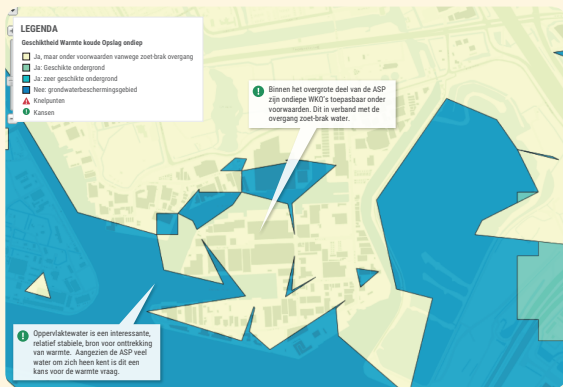 LEGENDA
Geschiktheid Warmte koude Opslag ondiep
Ja, maar onder voorwaarden vanwege zoet-brak overgang
Ja: Geschikte ondergrond
Ja: zeer geschikte ondergrond
Nee: grondwaterbeschermingsgebied
Knelpunten
Kansen
Binnen het overgrote deel van de ASP
zijn ondiepe WKO's toepasbaar onder
voorwaarden. Dit in verband met de
overgang zoet-brak water.
Oppervlaktewater is een interessante,
relatief stabiele, bron voor onttrekking
van warmte. Aangezien de ASP veel
water om zich heen kent is dit een
kans voor de warmte vraag.